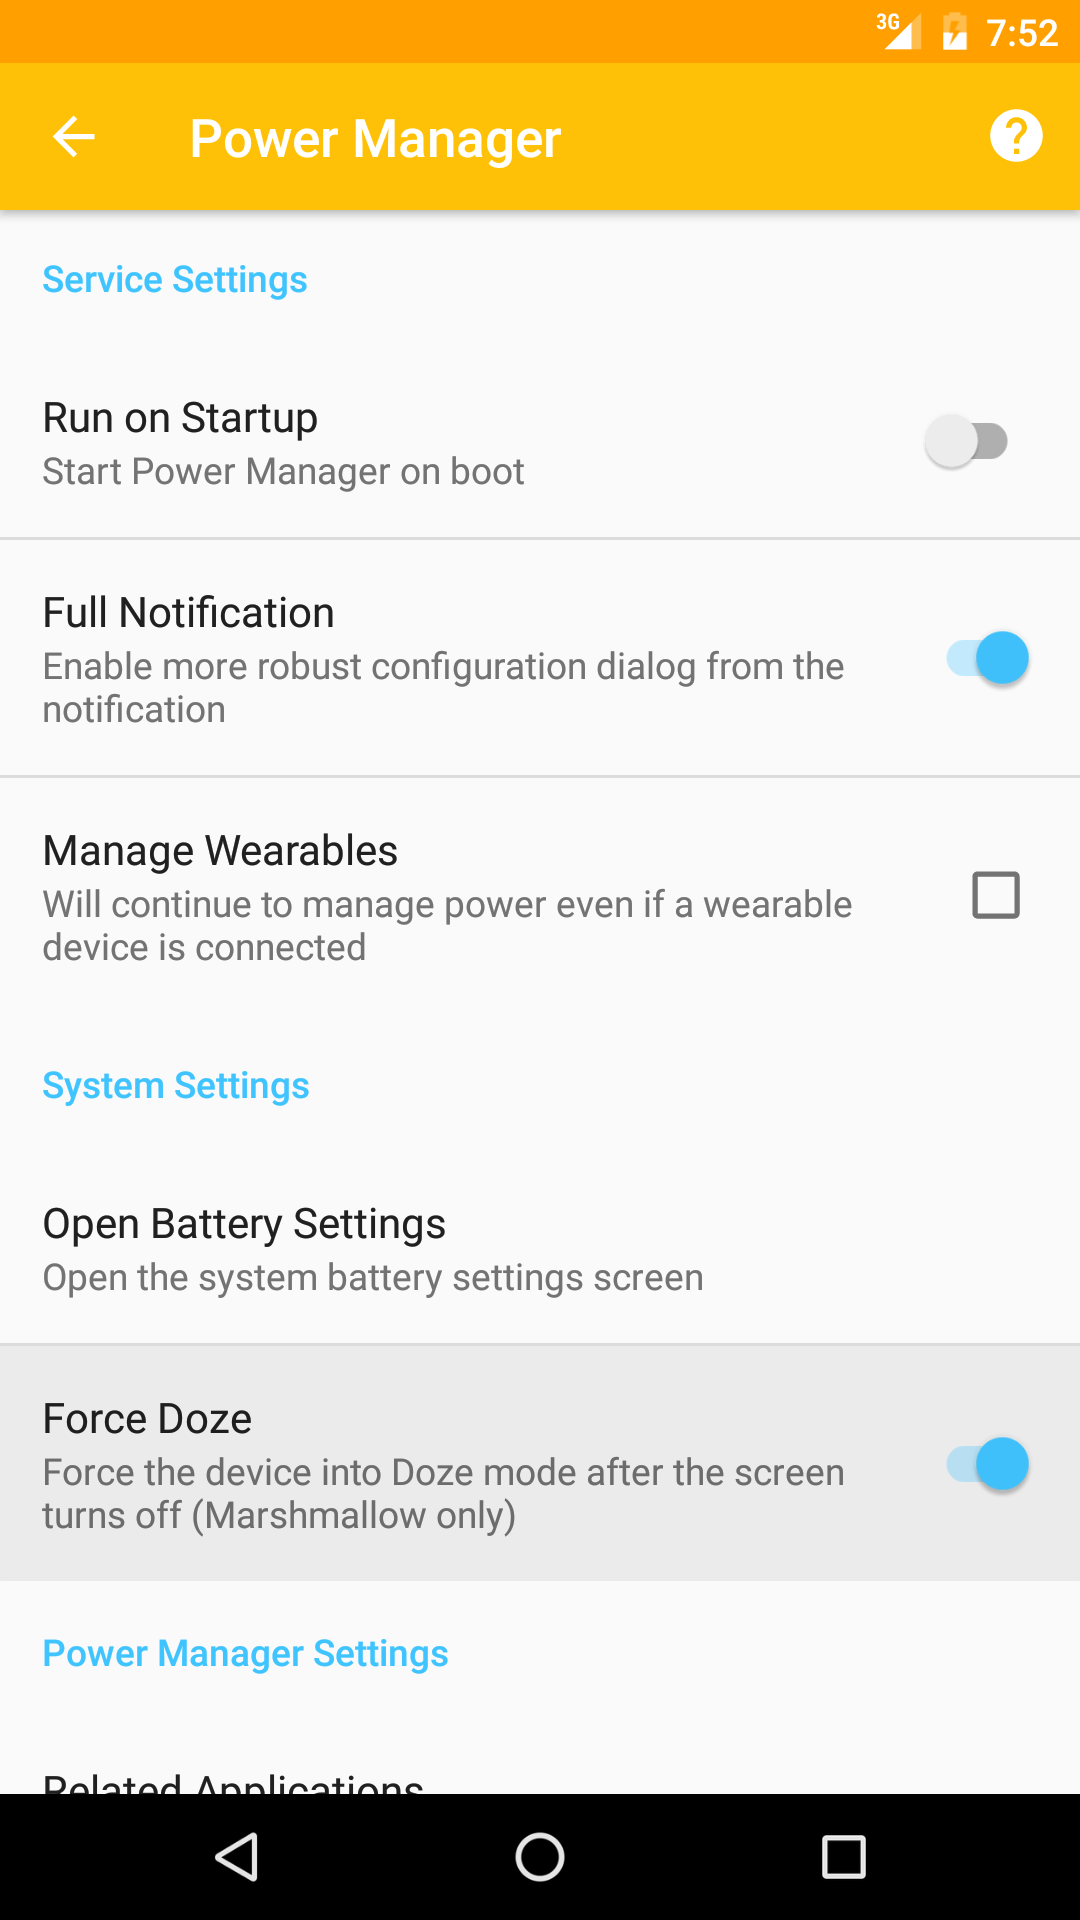 3G 7:52
Power Manager ?
Service Settings
Run on Startup
Start Power Manager on boot
Full Notification
Enable more robust configuration dialog from the
notification
Manage Wearables
Will continue to manage power even if a wearable
device is connected
System Settings
Open Battery Settings
Open the system battery settings screen
Force Doze
Force the device into Doze mode after the screen
turns off (Marshmallow only)
Power Manager Settings
Related Applications